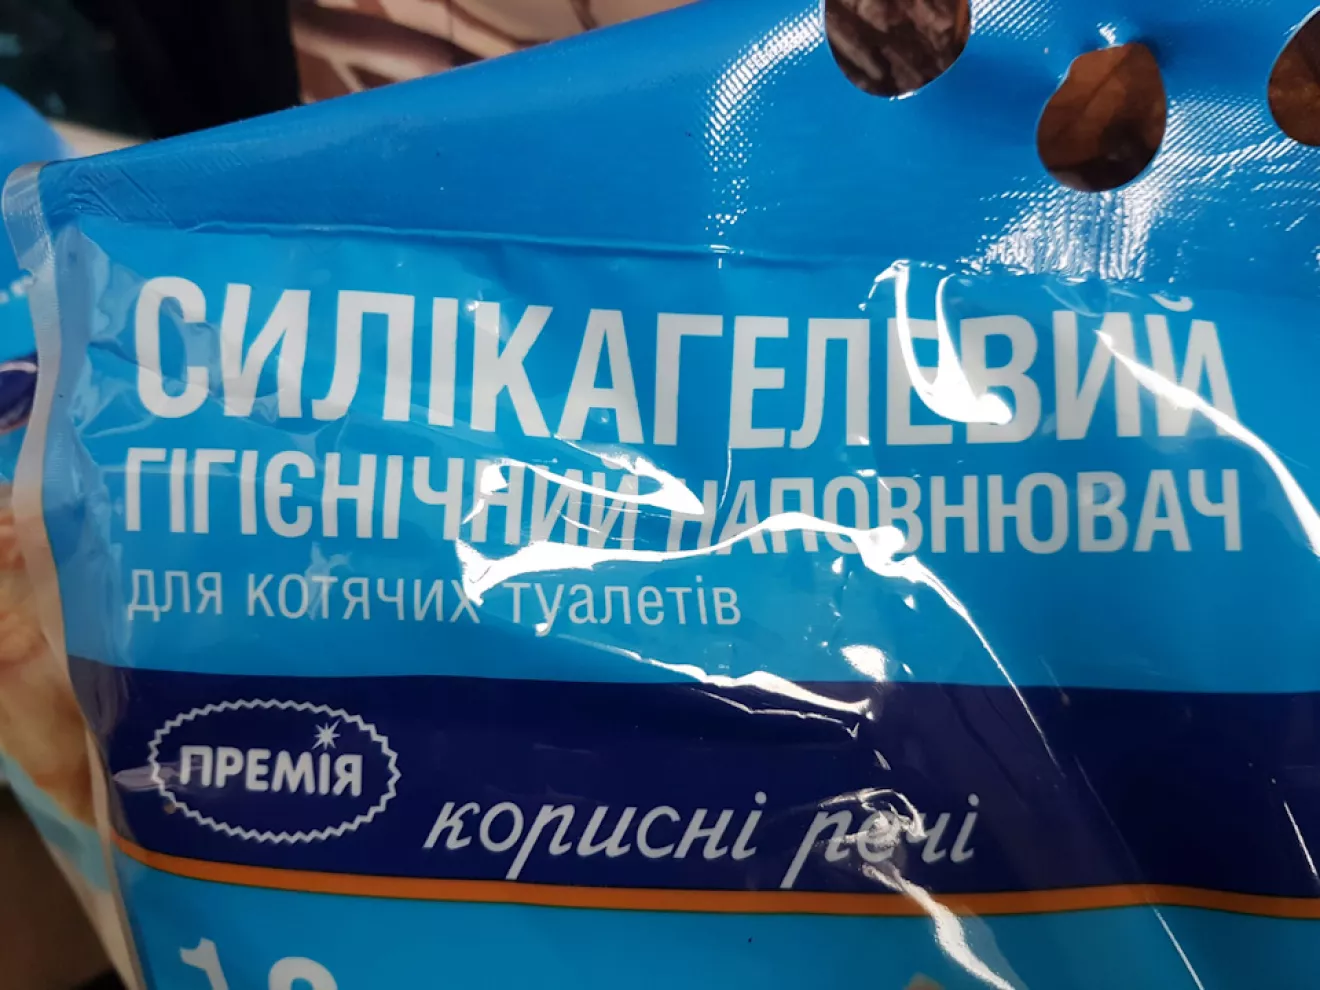 СИЛІКАГЕЛЕВИЙ
ГІГІЄНІЧНИЙ НАПОВНЮВАЧ
для котячих туалетів
ПРЕМІЯ
корисні речі